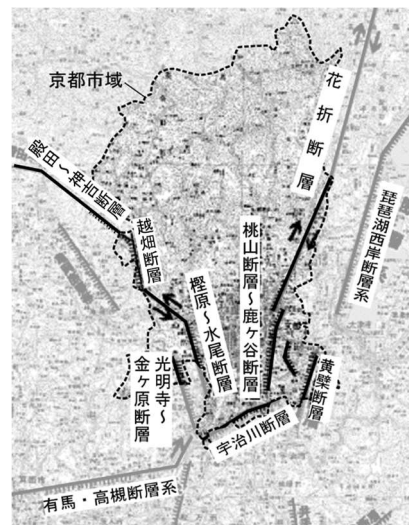 京都市域
花折断層
殿田～神吉断層
越畑断層
琵琶湖西岸断層系
桃山断層～鹿ヶ谷断層
樫原～水尾断層
光明寺～
金ヶ原断層
黄檗断層
宇治川断層
有馬・高槻断層系